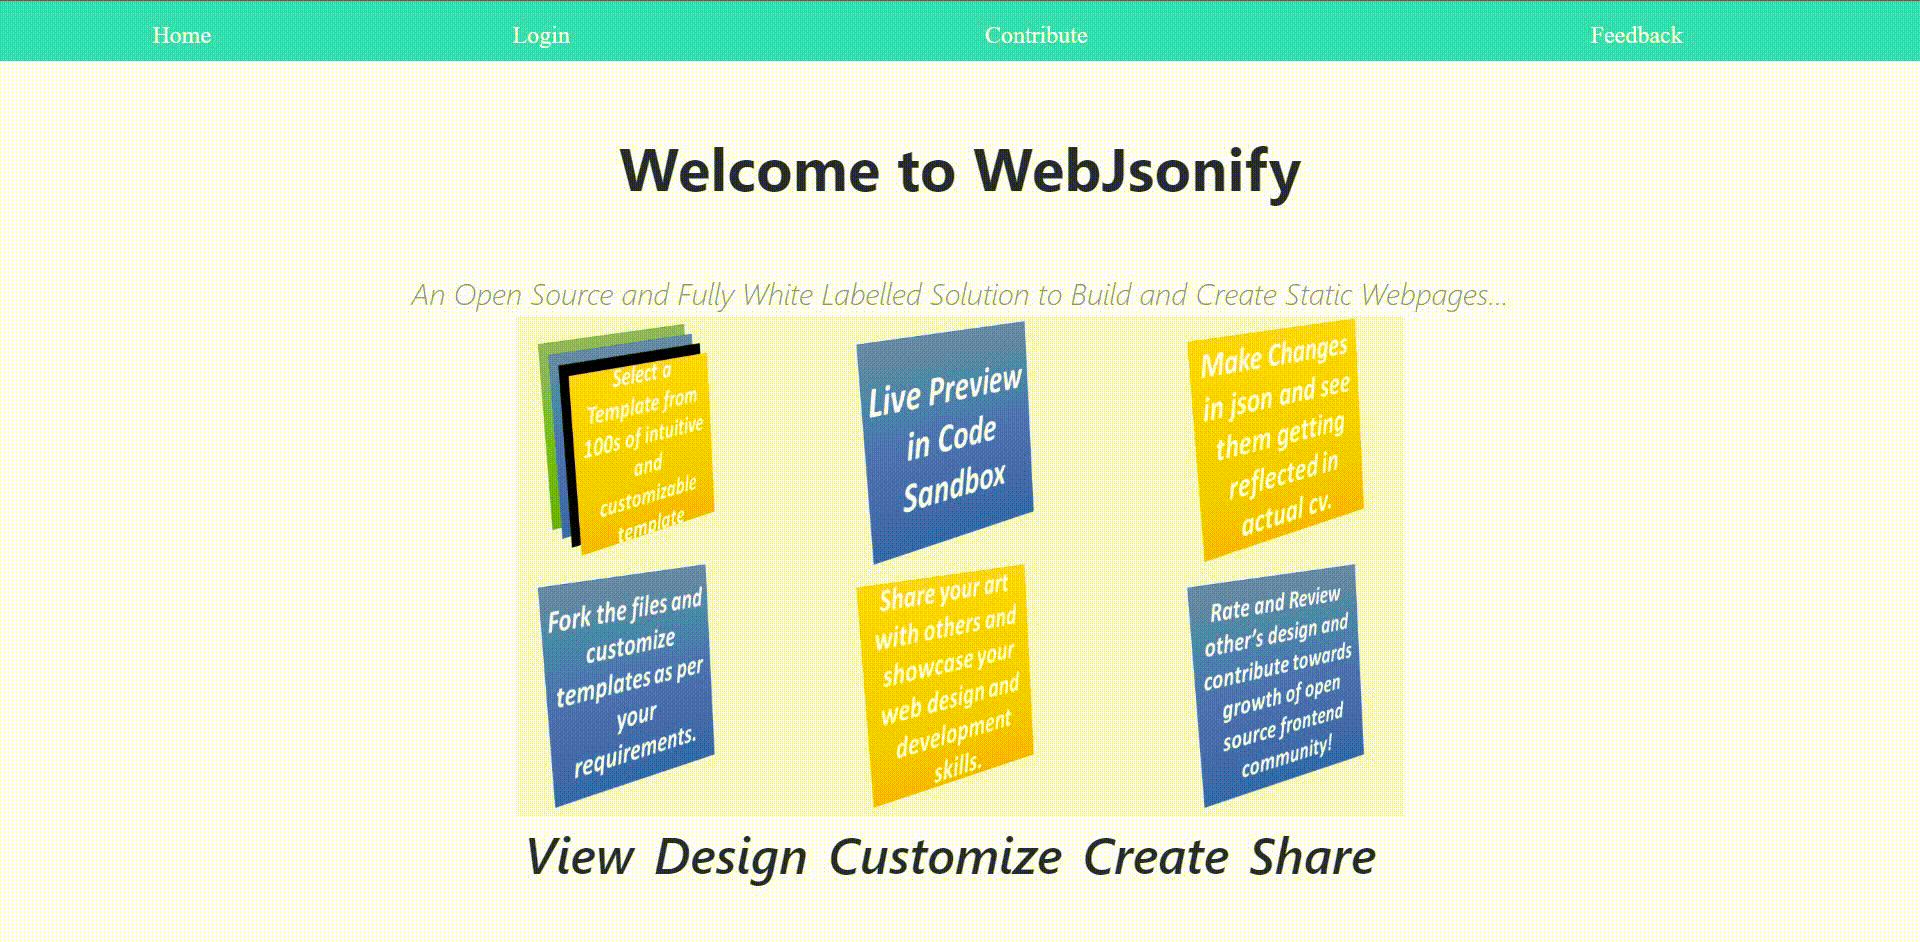 Home Login Contribute Feedback
Welcome to WebJsonify
An Open Source and Fully White Labelled Solution to Build and Create Static Webpages...
Select a
Template from
100s of intuitive
and
customizable
template
Live Preview
in Code
Sandbox
Make Changes
in json and see
them getting
reflected in
actual cv.
Fork the files and
customize
templates as per
your
requirements.
Share your art
with others and
showcase your
web design and
development
skills.
Rate and Review
other's design and
contribute towards
growth of open
source frontend
community!
View Design Customize Create Share